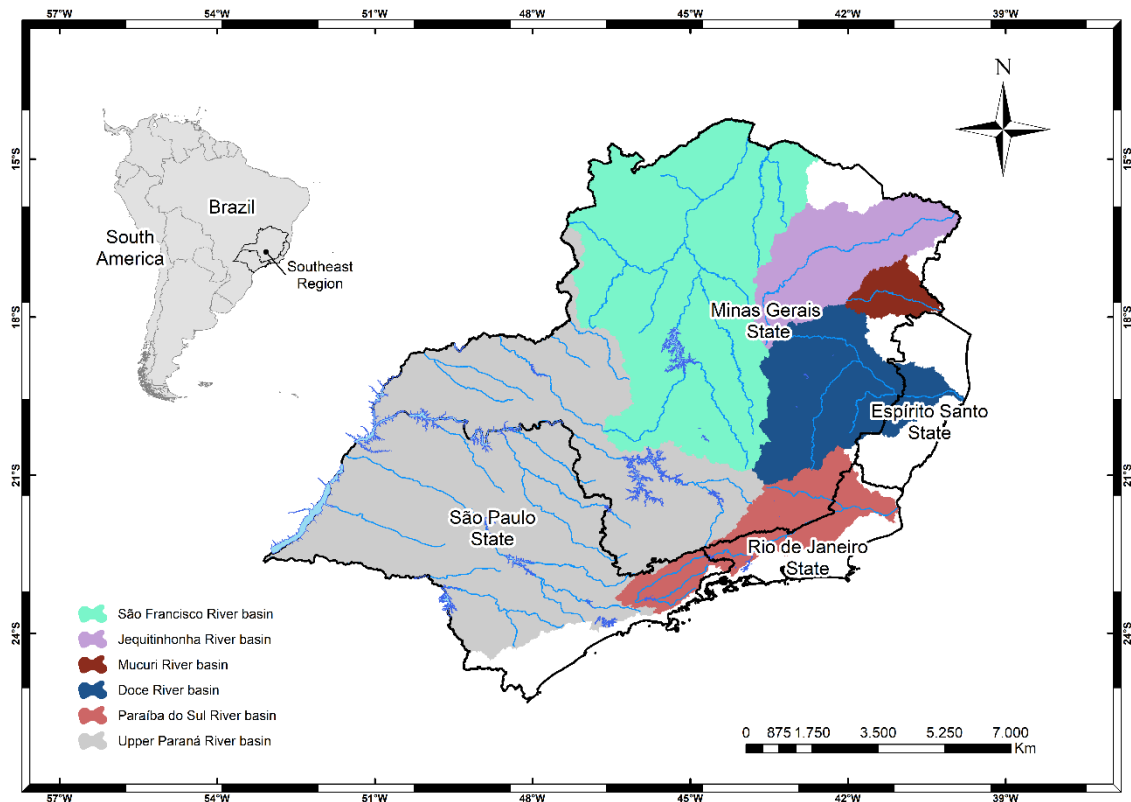 57°W 54°W 51°W 48°W 45°W 42°W
15°S
15°S
18°S
18°S
21°S
21°S
24°S
24°S
N
Brazil
South
America
Southeast
Region
Minas Gerais
State
Espírito Santo
State
São Paulo
State
Rio de Janeiro
State
São Francisco River basin
Jequitinhonha River basin
Mucuri River basin
Doce River basin
Paraíba do Sul River basin
Upper Paraná River basin
0 875 1.750 3.500 5.250 7.000
Km
57°W 54°W 51°W 48°W 45°W 42°W